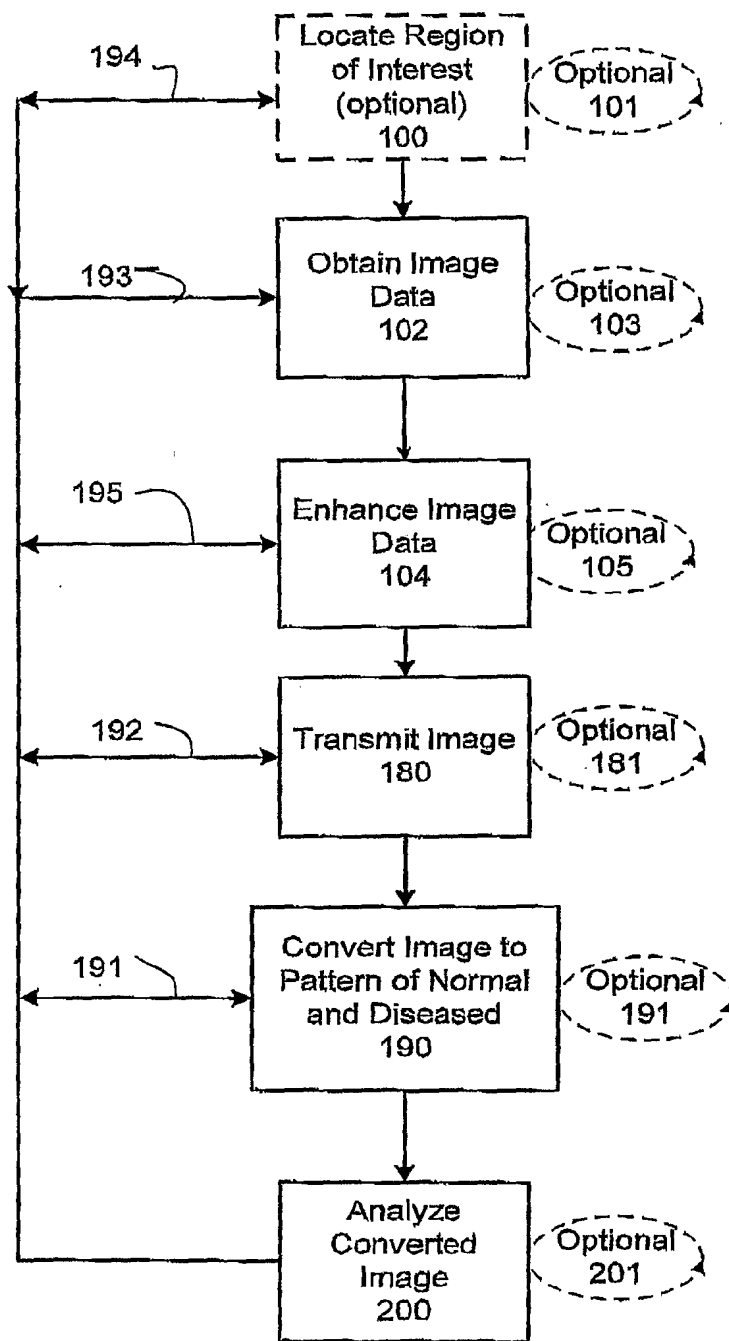 194
Locate Region
of Interest
(optional)
100
Optional
101
193
Obtain Image
Data
102
Optional
103
195
Enhance Image
Data
104
Optional
105
192
Transmit Image
180
Optional
181
191
Convert Image to
Pattern of Normal
and Diseased
190
Optional
191
Analyze
Converted
Image
200
Optional
201